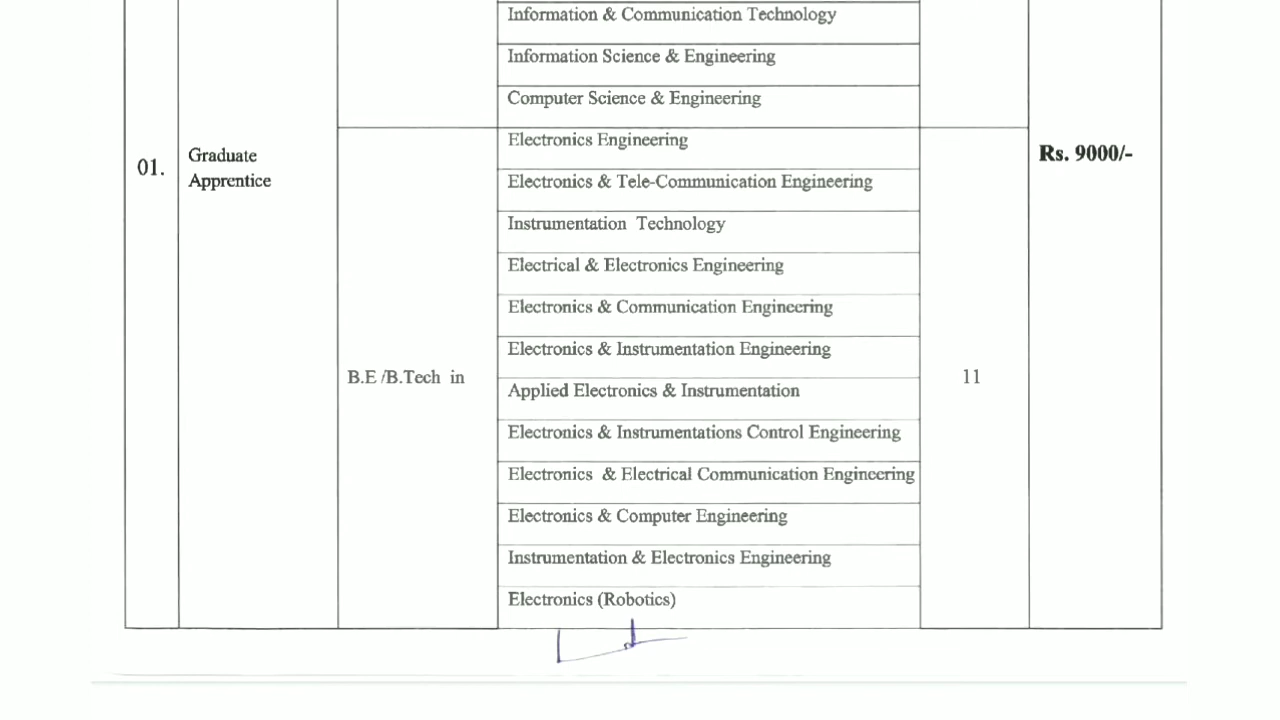 Information & Communication Technology
Information Science & Engineering
Computer Science & Engineering
01.
Graduate
Apprentice
Rs. 9000/-
B.E /B.Tech in
Electronics Engineering
Electronics & Tele-Communication Engineering
Instrumentation Technology
Electrical & Electronics Engineering
Electronics & Communication Engineering
Electronics & Instrumentation Engineering
Applied Electronics & Instrumentation
Electronics & Instrumentations Control Engineering
Electronics & Electrical Communication Engineering
Electronics & Computer Engineering
Instrumentation & Electronics Engineering
Electronics (Robotics)
11